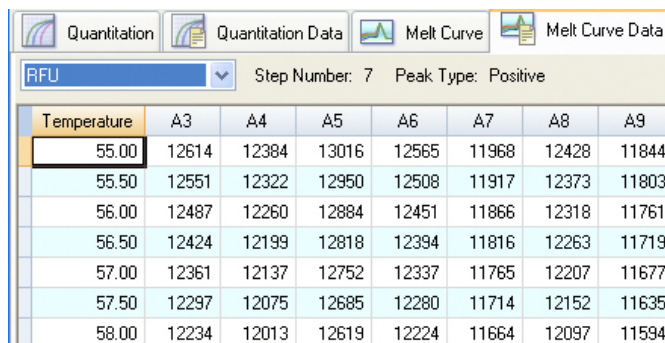 Quantitation Quantitation Data Melt Curve Melt Curve Data
RFU Step Number: 7 Peak Type: Positive
Temperature A3 A4 A5 A6 A7 A8 A9
55.00 12614 12384 13016 12565 11968 12428 11844
55.50 12551 12322 12950 12508 11917 12373 11803
56.00 12487 12260 12884 12451 11866 12318 11761
56.50 12424 12199 12818 12394 11816 12263 11719
57.00 12361 12137 12752 12337 11765 12207 11677
57.50 12297 12075 12685 12280 11714 12152 11635
58.00 12234 12013 12619 12224 11664 12097 11594